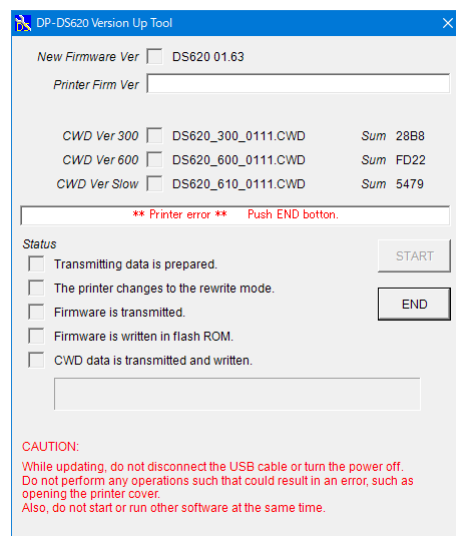 DP-DS620 Version Up Tool
New Firmware Ver DS620 01.63
Printer Firm Ver
CWD Ver 300 DS620_300_0111.CWD Sum 28B8
CWD Ver 600 DS620_600_0111.CWD Sum FD22
CWD Ver Slow DS620_610_0111.CWD Sum 5479
** Printer error ** Push END botton.
Status
START
Transmitting data is prepared.
The printer changes to the rewrite mode.
END
Firmware is transmitted.
Firmware is written in flash ROM.
CWD data is transmitted and written.
CAUTION:
While updating, do not disconnect the USB cable or turn the power off.
Do not perform any operations such that could result in an error, such as
opening the printer cover.
Also, do not start or run other software at the same time.